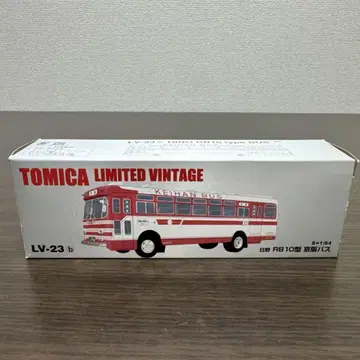 LV-23 b HINO RB10 type BUS
TOMICA LIMITED VINTAGE
KEIHAN BUS
LV-23 b
S=1/64
日野 RB10型 京阪バス